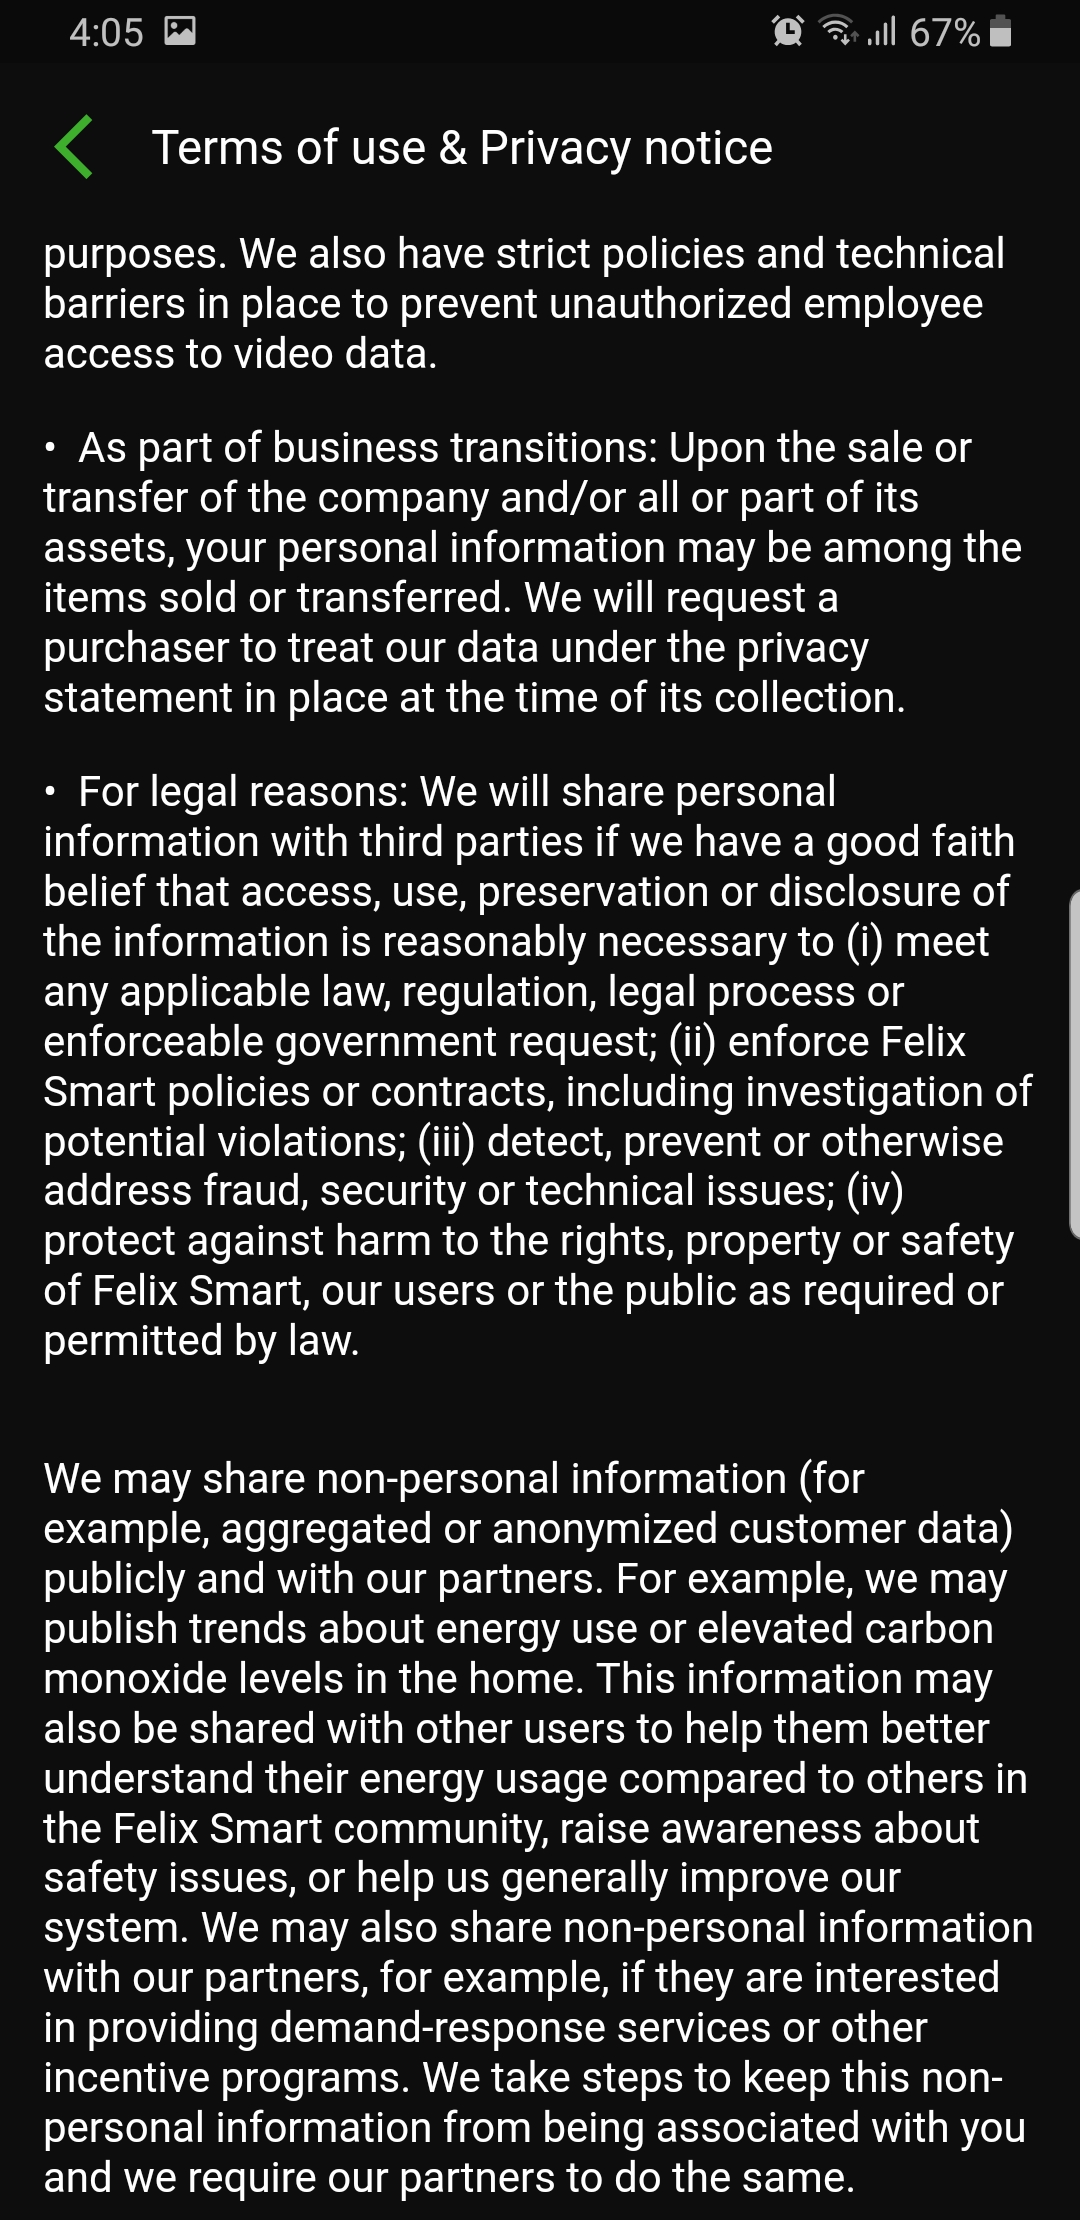 4:05
67%
Terms of use & Privacy notice
purposes. We also have strict policies and technical
barriers in place to prevent unauthorized employee
access to video data.
• As part of business transitions: Upon the sale or
transfer of the company and/or all or part of its
assets, your personal information may be among the
items sold or transferred. We will request a
purchaser to treat our data under the privacy
statement in place at the time of its collection.
• For legal reasons: We will share personal
information with third parties if we have a good faith
belief that access, use, preservation or disclosure of
the information is reasonably necessary to (i) meet
any applicable law, regulation, legal process or
enforceable government request; (ii) enforce Felix
Smart policies or contracts, including investigation of
potential violations; (iii) detect, prevent or otherwise
address fraud, security or technical issues; (iv)
protect against harm to the rights, property or safety
of Felix Smart, our users or the public as required or
permitted by law.
We may share non-personal information (for
example, aggregated or anonymized customer data)
publicly and with our partners. For example, we may
publish trends about energy use or elevated carbon
monoxide levels in the home. This information may
also be shared with other users to help them better
understand their energy usage compared to others in
the Felix Smart community, raise awareness about
safety issues, or help us generally improve our
system. We may also share non-personal information
with our partners, for example, if they are interested
in providing demand-response services or other
incentive programs. We take steps to keep this non-
personal information from being associated with you
and we require our partners to do the same.